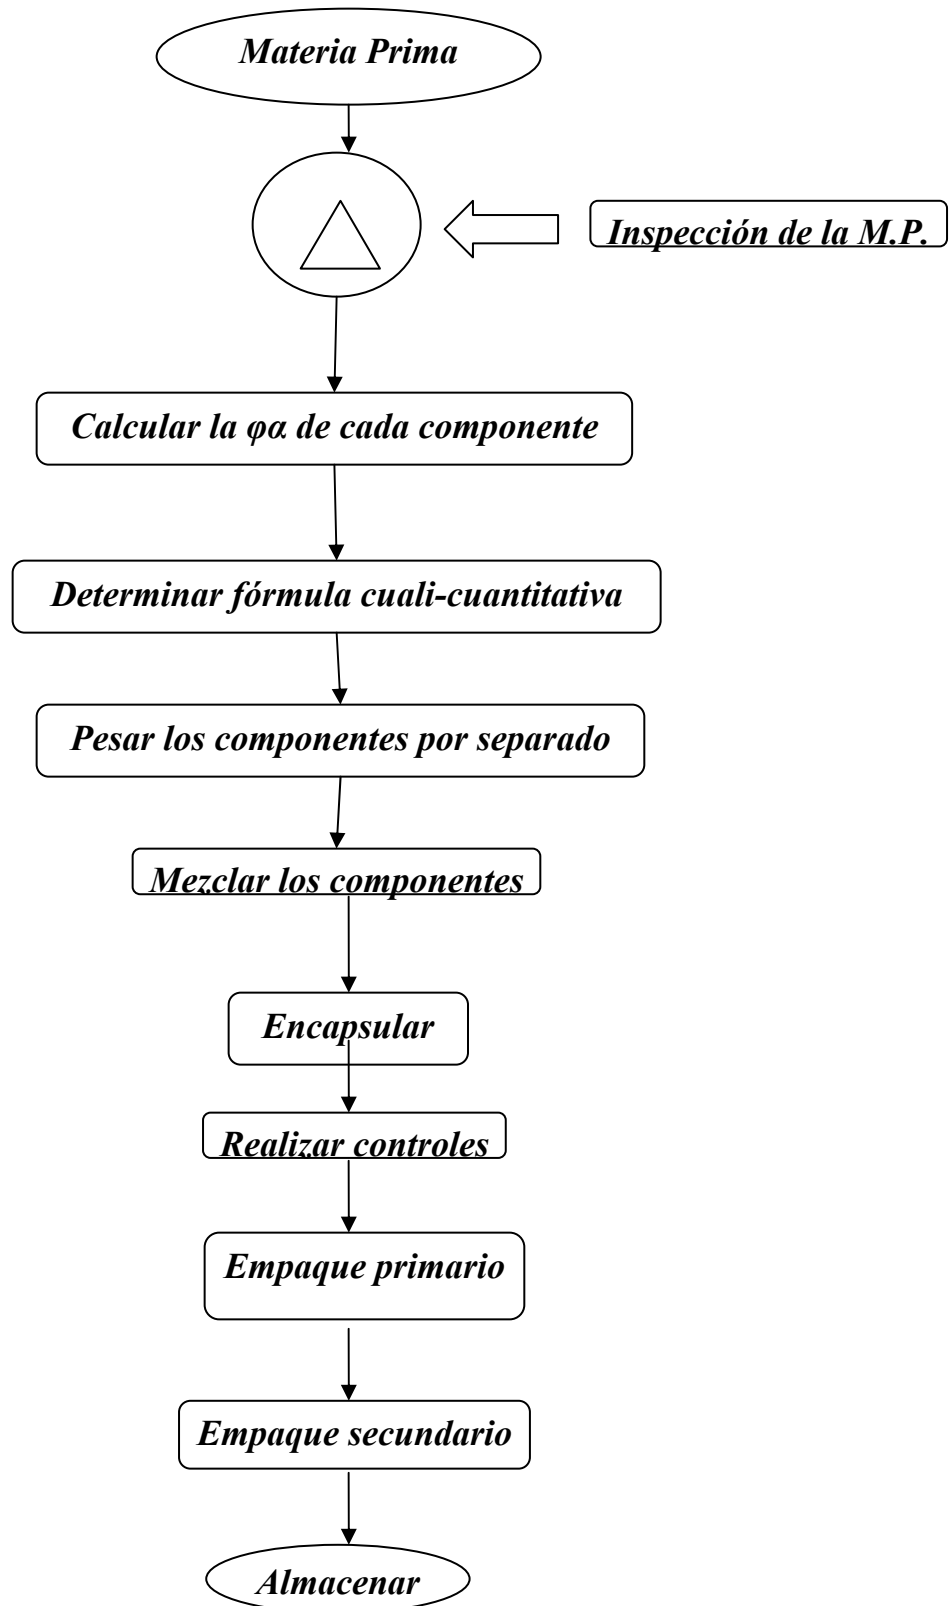 Materia Prima
Inspección de la M.P.
Calcular la φα de cada componente
Determinar fórmula cuali-cuantitativa
Pesar los componentes por separado
Mezclar los componentes
Encapsular
Realizar controles
Empaque primario
Empaque secundario
Almacenar